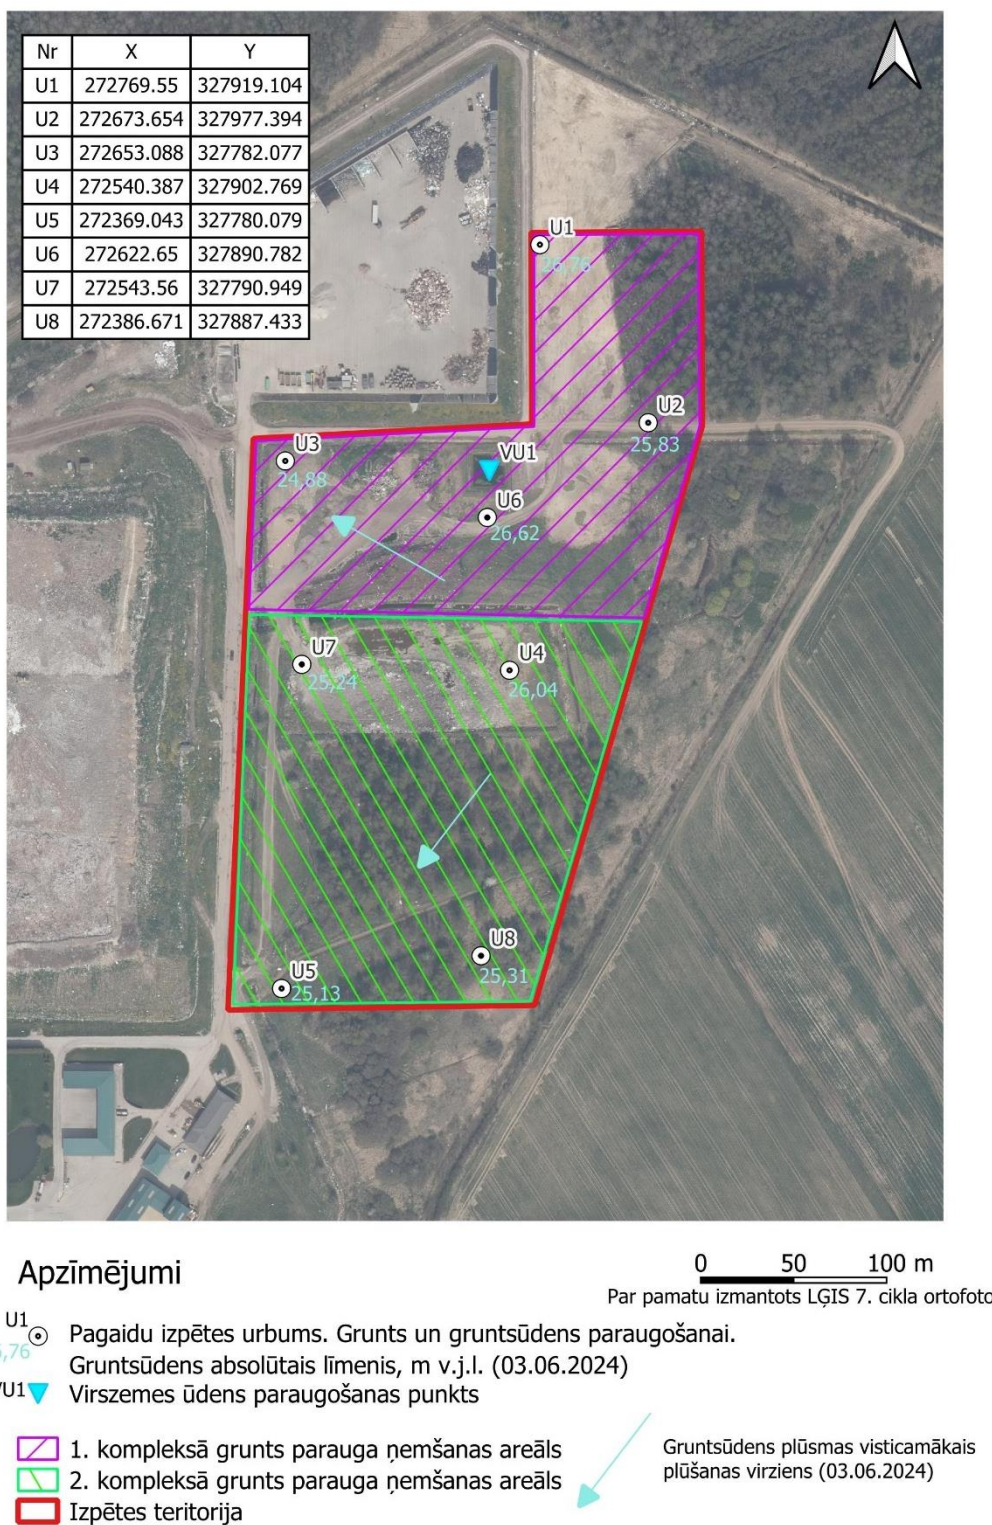 Nr X Y
U1 272769.55 327919.104
U2 272673.654 327977.394
U3 272653.088 327782.077
U4 272540.387 327902.769
U5 272369.043 327780.079
U6 272622.65 327890.782
U7 272543.56 327790.949
U8 272386.671 327887.433
U1
26,76
U2
25,83
U3
24,88
VU1
U6
26,62
U7
25,24
U4
26,04
U8
25,31
U5
25,13
Apzīmējumi
0 50 100 m
Par pamatu izmantots LĢIS 7. cikla ortofoto
U1
,76
Pagaidu izpētes urbums. Grunts un gruntsūdens paraugošanai.
Gruntsūdens absolūtais līmenis, m v.j.l. (03.06.2024)
VU1
Virszemes ūdens paraugošanas punkts
1. kompleksā grunts parauga ņemšanas areāls
2. kompleksā grunts parauga ņemšanas areāls
Izpētes teritorija
Gruntsūdens plūsmas visticamākais
plūšanas virziens (03.06.2024)